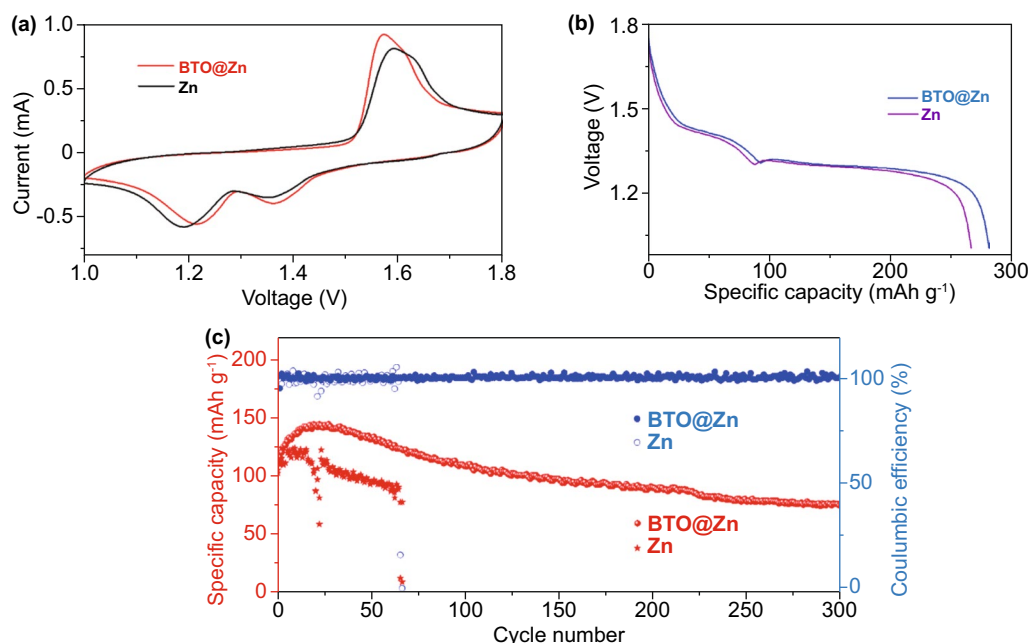 (a)
1.0
0.5
0
-0.5
Current (mA)
BTO@Zn
Zn
1.0
1.2
1.4
1.6
1.8
Voltage (V)
(b)
1.8
1.5
1.2
Voltage (V)
BTO@Zn
Zn
0
100
200
300
Specific capacity (mAh g-1)
(c)
200
150
100
75
50
0
Specific capacity (mAh g-1)
BTO@Zn
Zn
BTO@Zn
Zn
100
50
0
Coulumbic efficiency (%)
0
50
100
150
200
250
300
Cycle number